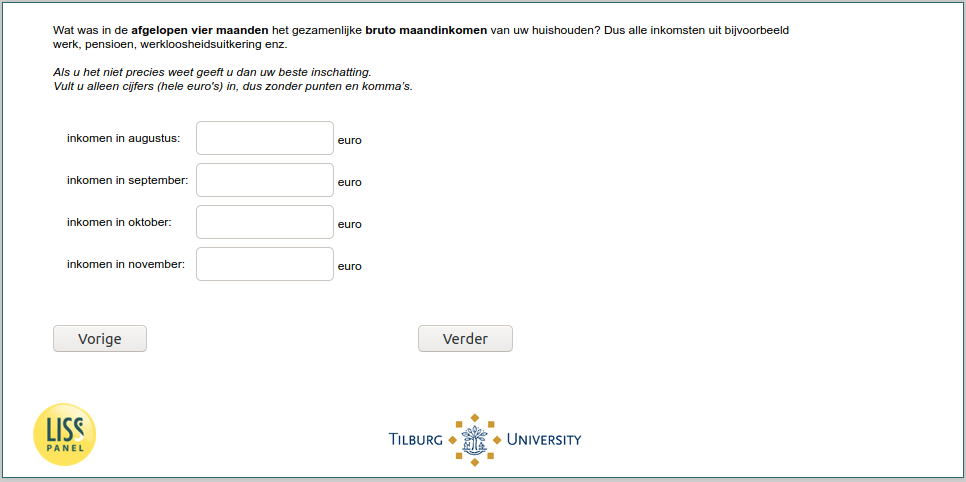 Wat was in de afgelopen vier maanden het gezamenlijke bruto maandinkomen van uw huishouden? Dus alle inkomsten uit bijvoorbeeld
werk, pensioen, werkloosheidsuitkering enz.
Als u het niet precies weet geeft u dan uw beste inschatting.
Vult u alleen cijfers (hele euro's) in, dus zonder punten en komma's.
inkomen in augustus: euro
inkomen in september: euro
inkomen in oktober: euro
inkomen in november: euro
Vorige Verder
LISS
PANEL
TILBURG UNIVERSITY